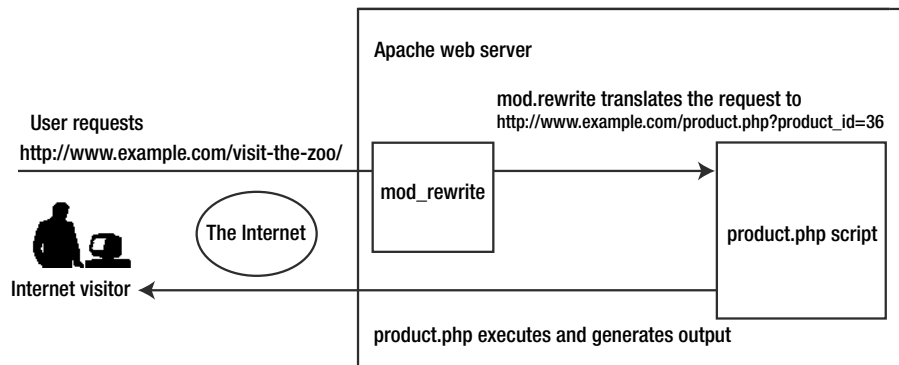 Apache web server
mod.rewrite translates the request to
http://www.example.com/product.php?product_id=36
User requests
http://www.example.com/visit-the-zoo/
mod_rewrite
The Internet
product.php script
Internet visitor
product.php executes and generates output